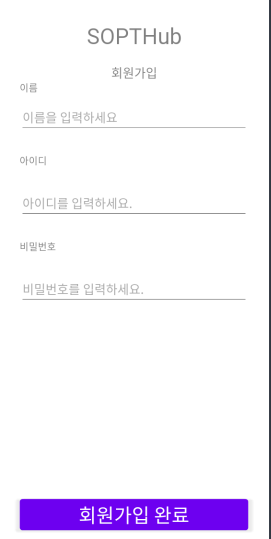 SOPTHub
회원가입
이름
이름을 입력하세요
아이디
아이디를 입력하세요.
비밀번호
비밀번호를 입력하세요.
회원가입 완료